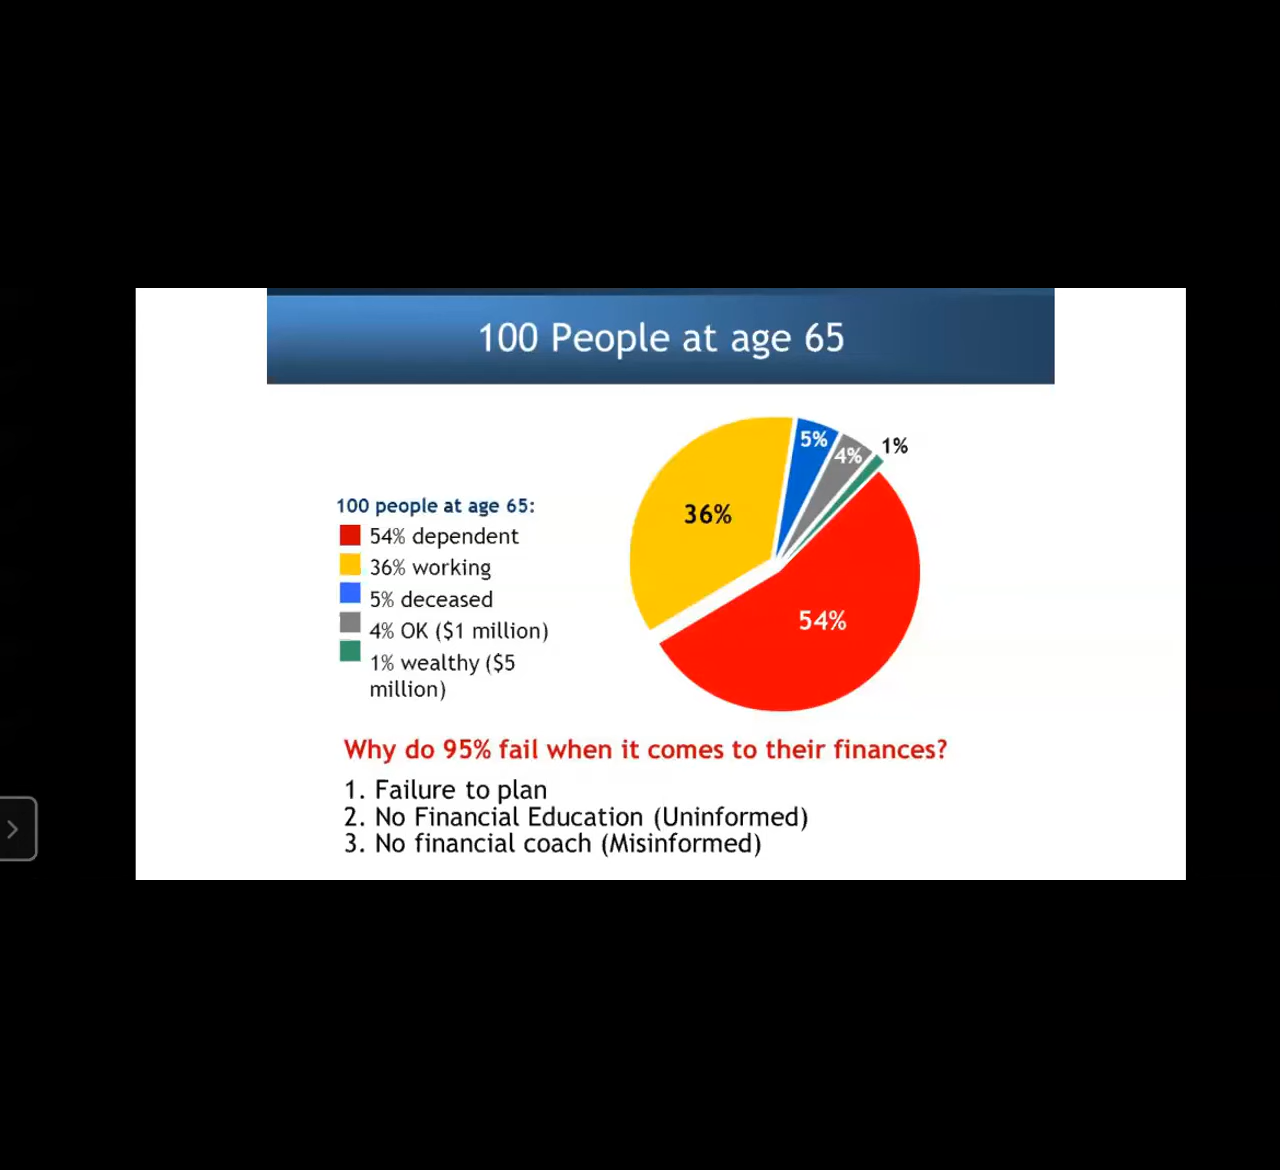 100 People at age 65
5%
4%
1%
36%
54%
100 people at age 65:
54% dependent
36% working
5% deceased
4% OK ($1 million)
1% wealthy ($5
million)
Why do 95% fail when it comes to their finances?
1. Failure to plan
2. No Financial Education (Uninformed)
3. No financial coach (Misinformed)